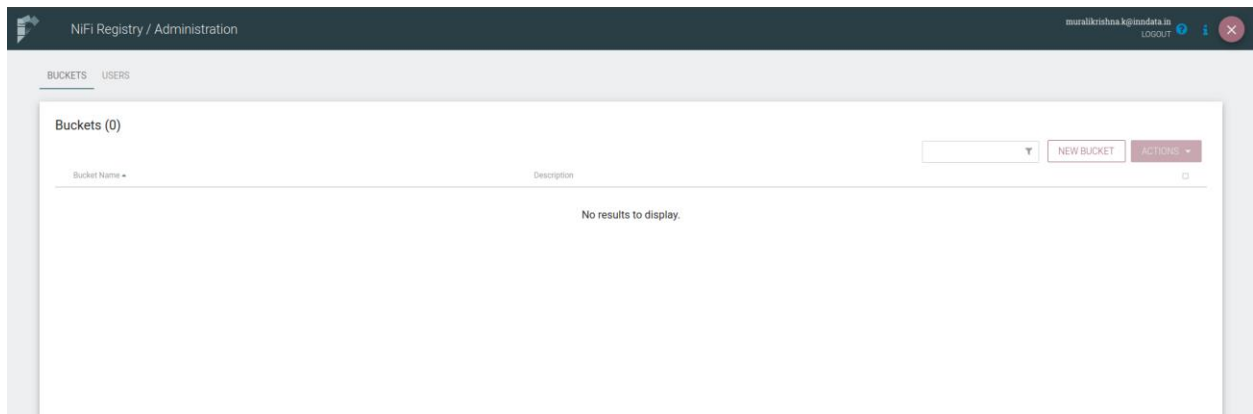 NiFi Registry / Administration
muralikrishna.k@inndata.in
LOGOUT
BUCKETS USERS
Buckets (0)
NEW BUCKET ACTIONS
Bucket Name Description
No results to display.